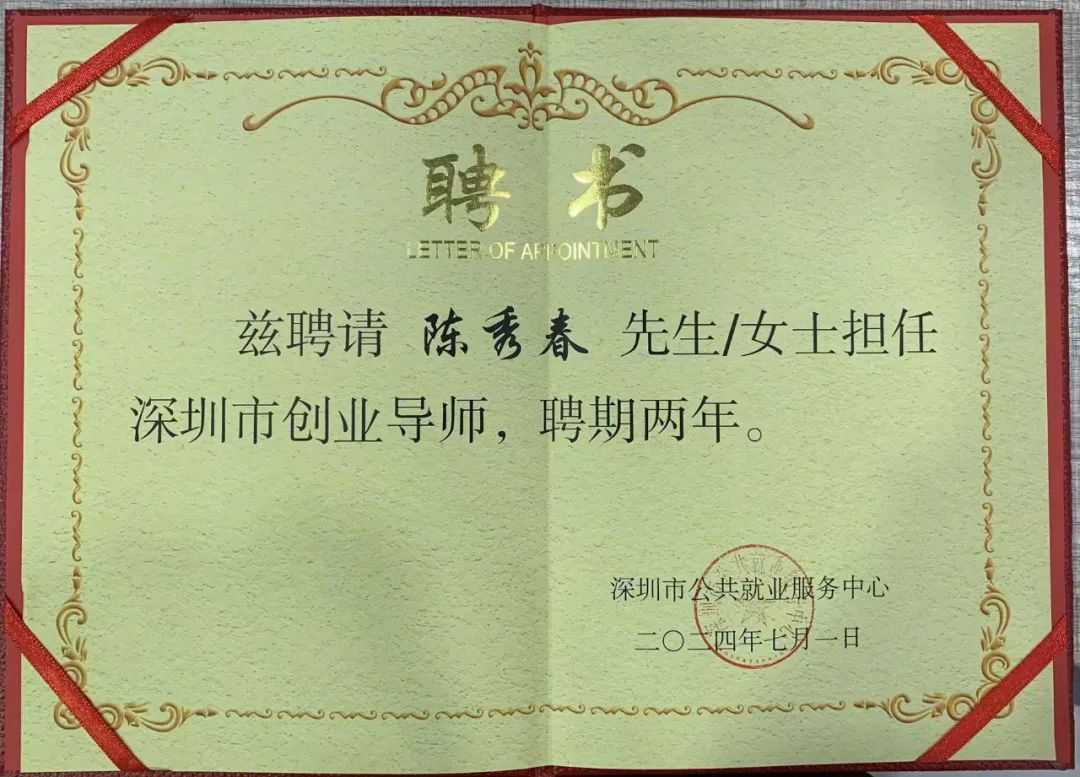 聘书
LETTER OF APPOINTMENT
兹聘请 陈秀春 先生/女士担任
深圳市创业导师，聘期两年。
深圳市公共就业服务中心
二〇二四年七月一日